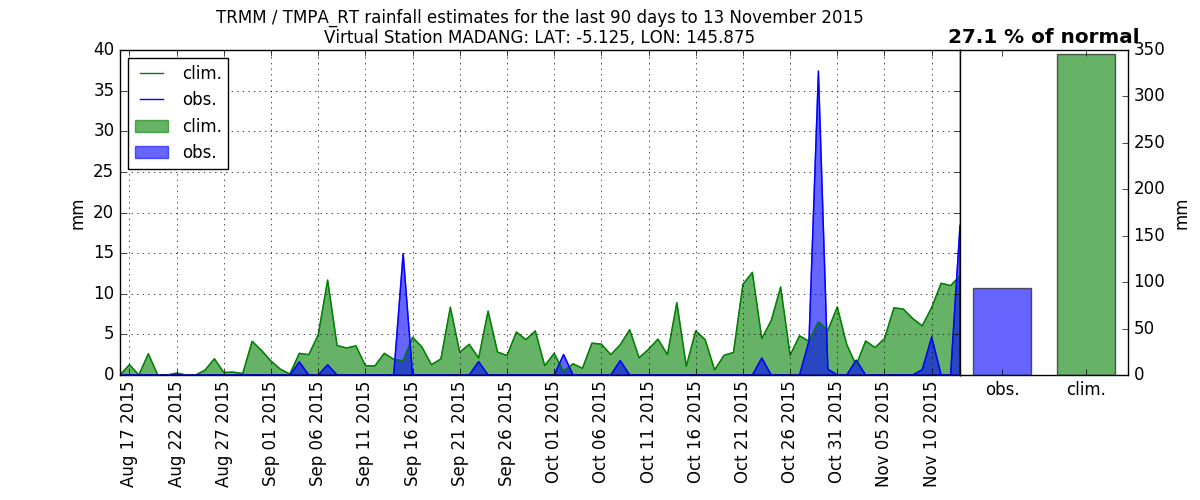 TRMM / TMPA_RT rainfall estimates for the last 90 days to 13 November 2015
Virtual Station MADANG: LAT: -5.125, LON: 145.875
27.1 % of normal
clim.
obs.
clim.
obs.
mm
40
35
30
25
20
15
10
5
0
Aug 17 2015
Aug 22 2015
Aug 27 2015
Sep 01 2015
Sep 06 2015
Sep 11 2015
Sep 16 2015
Sep 21 2015
Sep 26 2015
Oct 01 2015
Oct 06 2015
Oct 11 2015
Oct 16 2015
Oct 21 2015
Oct 26 2015
Oct 31 2015
Nov 05 2015
Nov 10 2015
obs.
clim.
350
300
250
200
150
100
50
0
mm